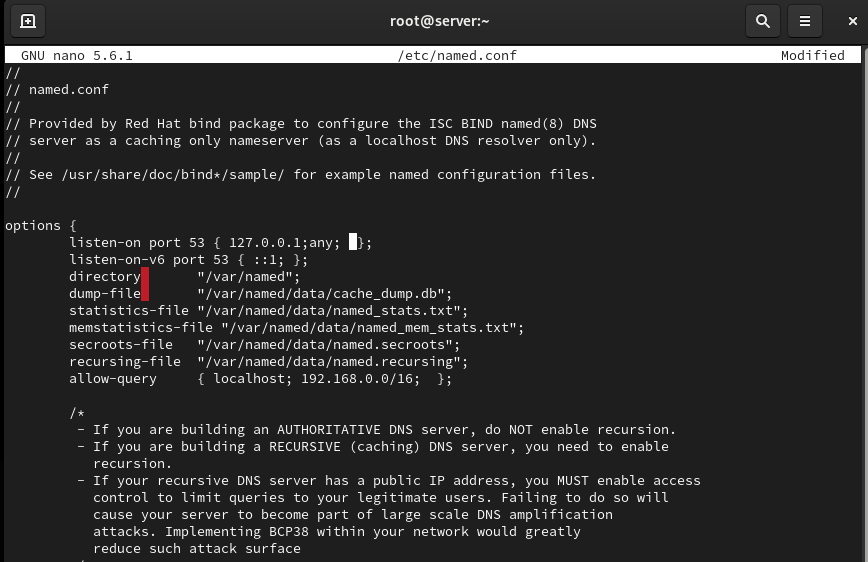 root@server:~
GNU nano 5.6.1 /etc/named.conf Modified
//
// named.conf
//
// Provided by Red Hat bind package to configure the ISC BIND named(8) DNS
// server as a caching only nameserver (as a localhost DNS resolver only).
//
// See /usr/share/doc/bind*/sample/ for example named configuration files.
//
options {
listen-on port 53 { 127.0.0.1;any; };
listen-on-v6 port 53 { ::1; };
directory "/var/named";
dump-file "/var/named/data/cache_dump.db";
statistics-file "/var/named/data/named_stats.txt";
memstatistics-file "/var/named/data/named_mem_stats.txt";
secroots-file "/var/named/data/named.secroots";
recursing-file "/var/named/data/named.recursing";
allow-query { localhost; 192.168.0.0/16; };
/*
- If you are building an AUTHORITATIVE DNS server, do NOT enable recursion.
- If you are building a RECURSIVE (caching) DNS server, you need to enable
recursion.
- If your recursive DNS server has a public IP address, you MUST enable access
control to limit queries to your legitimate users. Failing to do so will
cause your server to become part of large scale DNS amplification
attacks. Implementing BCP38 within your network would greatly
reduce such attack surface